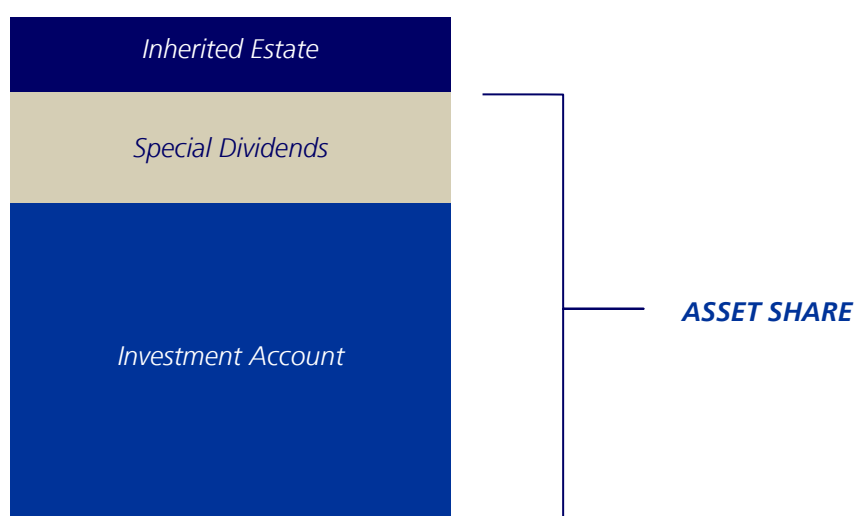 Inherited Estate
Special Dividends
ASSET SHARE
Investment Account